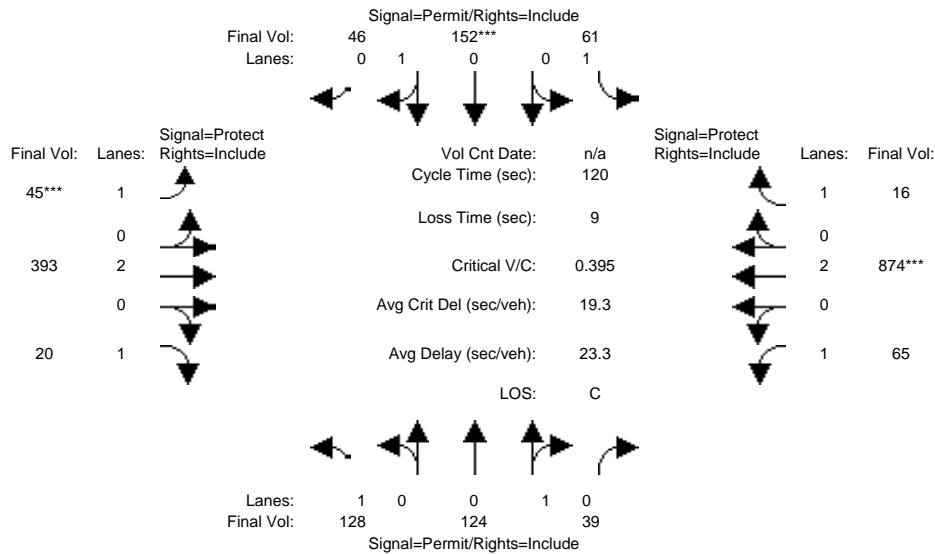 Signal=Permit/Rights=Include
Final Vol: 46 152*** 61
Lanes: 0 1 0 0 1
Signal=Protect Signal=Protect
Final Vol: Lanes: Rights=Include Vol Cnt Date: n/a Rights=Include Lanes: Final Vol:
Cycle Time (sec): 120
45*** 1 1 16
Loss Time (sec): 9
0 0
393 2 Critical V/C: 0.395 2 874***
0 Avg Crit Del (sec/veh): 19.3 0
20 1 Avg Delay (sec/veh): 23.3 1 65
LOS: C
Lanes: 1 0 0 1 0
Final Vol: 128 124 39
Signal=Permit/Rights=Include